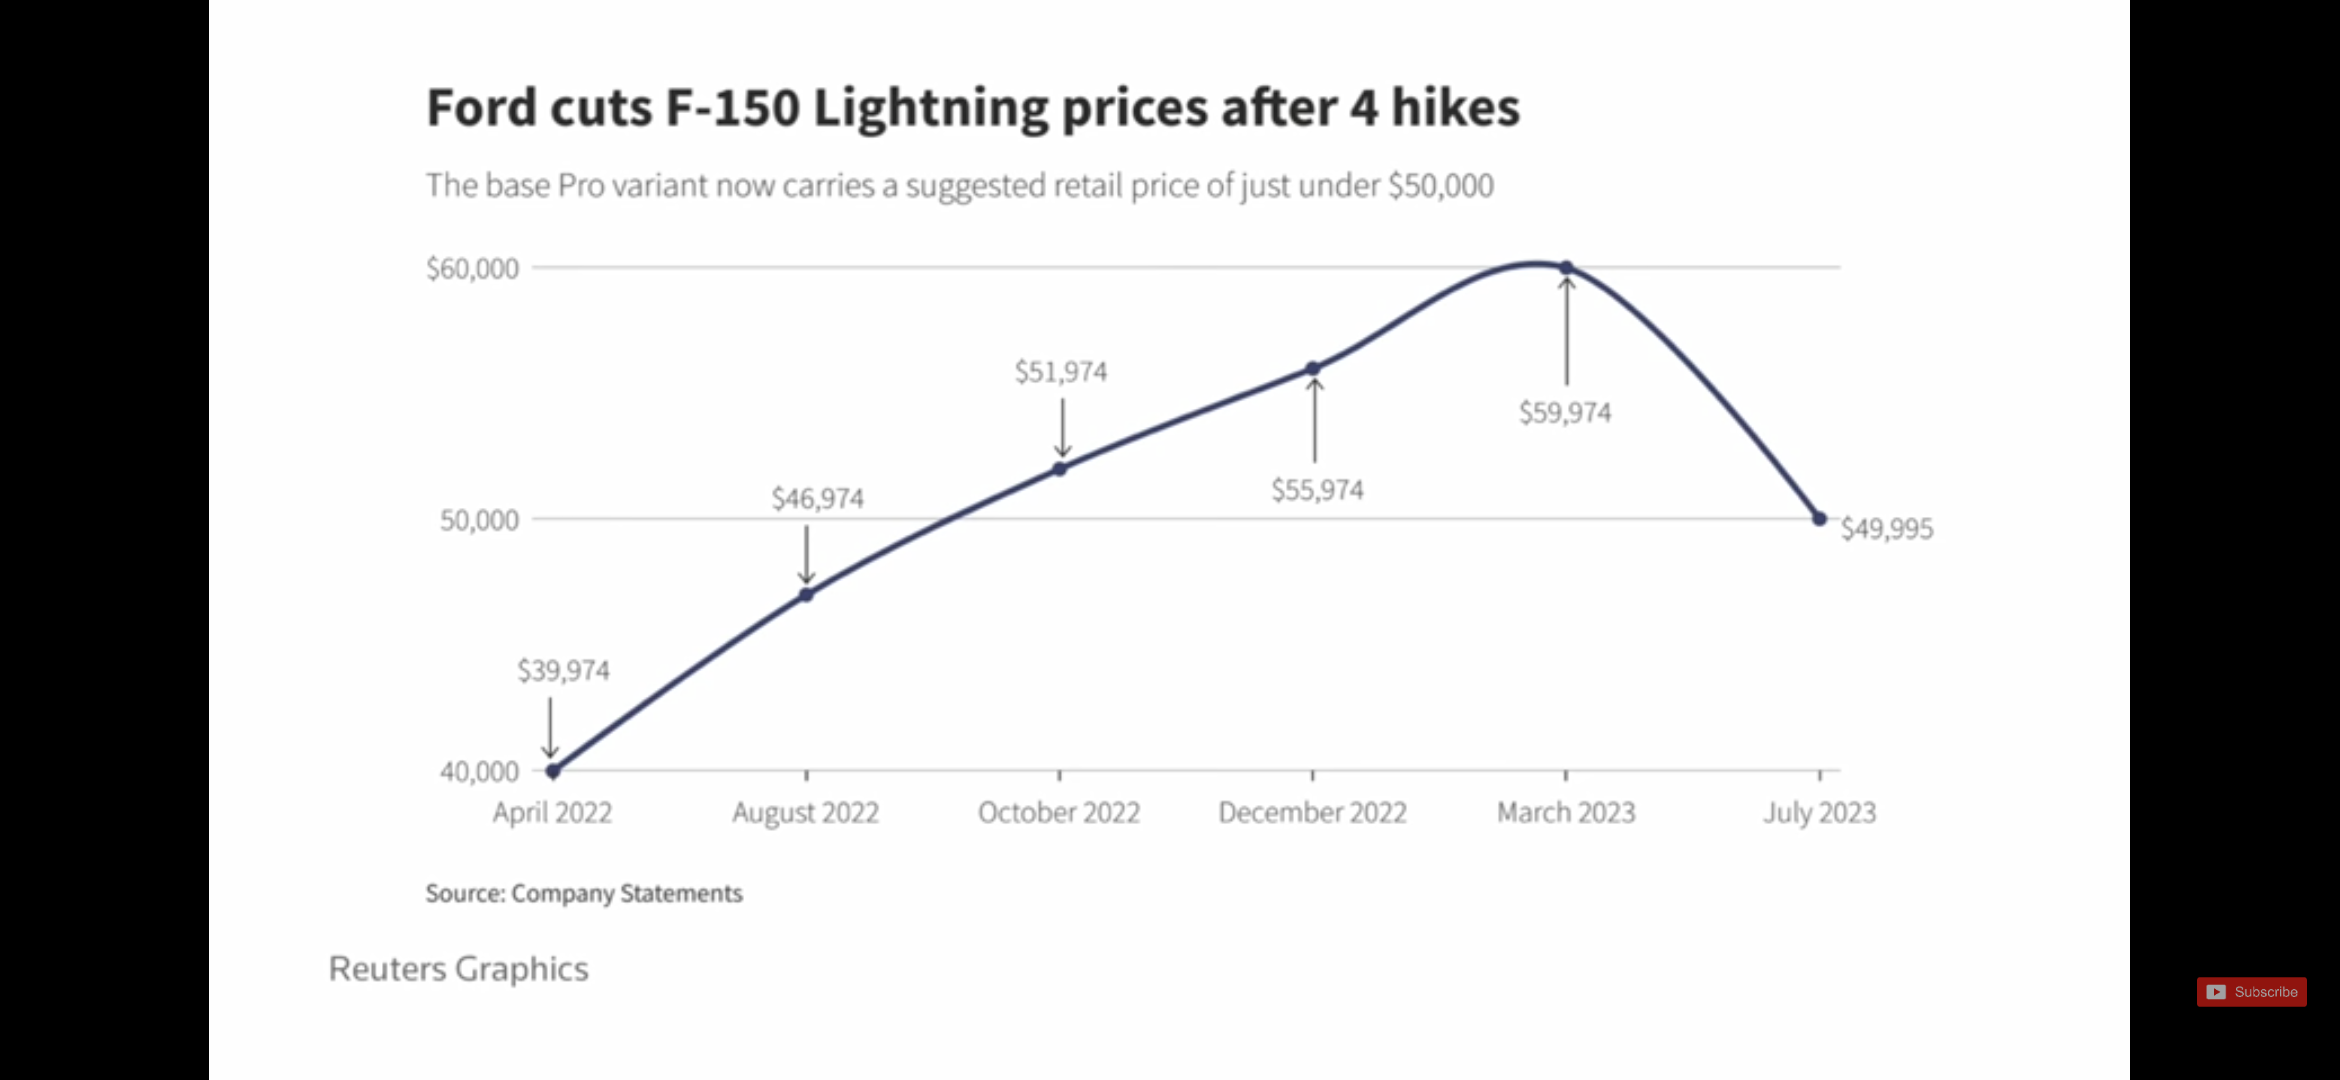 Ford cuts F-150 Lightning prices after 4 hikes
The base Pro variant now carries a suggested retail price of just under $50,000
$60,000
$51,974
$59,974
$46,974
$55,974
50,000
$49,995
$39,974
40,000
April 2022 August 2022 October 2022 December 2022 March 2023 July 2023
Source: Company Statements
Reuters Graphics
Subscribe